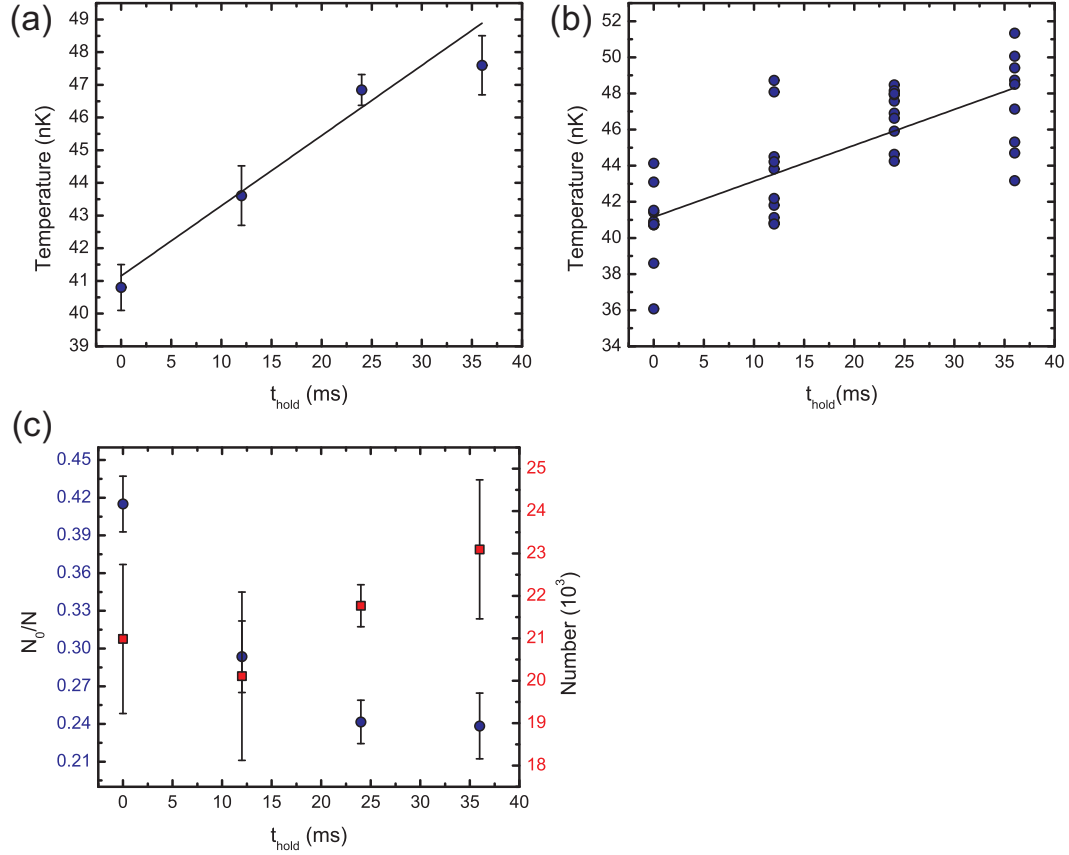 (a)
49
48
47
46
45
44
43
42
41
40
39
Temperature (nK)
0 5 10 15 20 25 30 35 40
t_hold (ms)
(b)
52
50
48
46
44
42
40
38
36
34
Temperature (nK)
0 5 10 15 20 25 30 35 40
t_hold(ms)
(c)
0.45
0.42
0.39
0.36
0.33
0.30
0.27
0.24
0.21
N₀/N
25
24
23
22
21
20
19
18
Number (10³)
0 5 10 15 20 25 30 35 40
t_hold (ms)